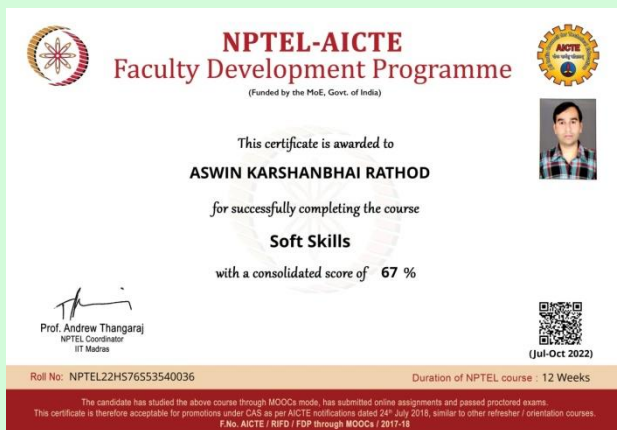 NPTEL-AICTE
Faculty Development Programme
(Funded by the MoE, Govt. of India)
AICTE
This certificate is awarded to
ASWIN KARSHANBHAI RATHOD
for successfully completing the course
Soft Skills
with a consolidated score of 67 %
Prof. Andrew Thangaraj
NPTEL Coordinator
IIT Madras
(Jul-Oct 2022)
Roll No: NPTEL22HS76S53540036
Duration of NPTEL course : 12 Weeks
The candidate has studied the above course through MOOCs mode, has submitted online assignments and passed proctored exams.
This certificate is therefore acceptable for promotions under CAS as per AICTE notifications dated 24th July 2018, similar to other refresher / orientation courses.
F.No. AICTE / RIFD / FDP through MOOCs / 2017-18